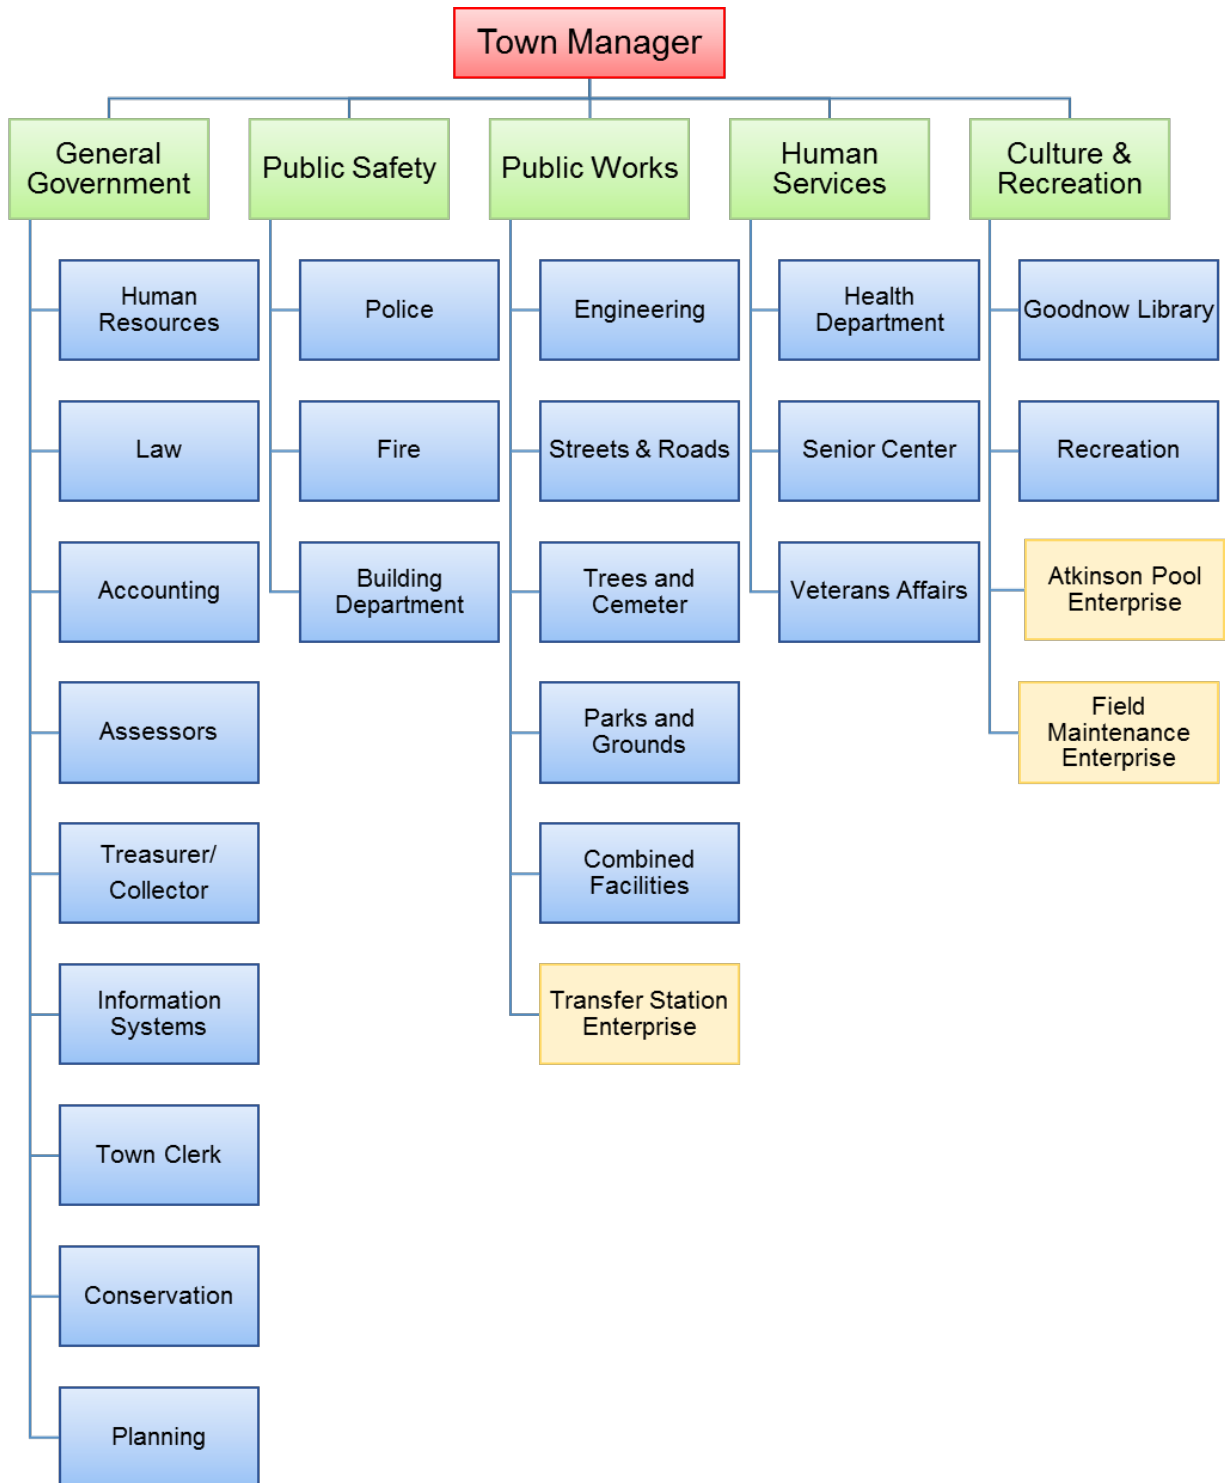 Town Manager
General
Government
Public Safety
Public Works
Human
Services
Culture &
Recreation
Human
Resources
Law
Accounting
Assessors
Treasurer/
Collector
Information
Systems
Town Clerk
Conservation
Planning
Police
Fire
Building
Department
Engineering
Streets & Roads
Trees and
Cemeter
Parks and
Grounds
Combined
Facilities
Transfer Station
Enterprise
Health
Department
Senior Center
Veterans Affairs
Goodnow Library
Recreation
Atkinson Pool
Enterprise
Field
Maintenance
Enterprise